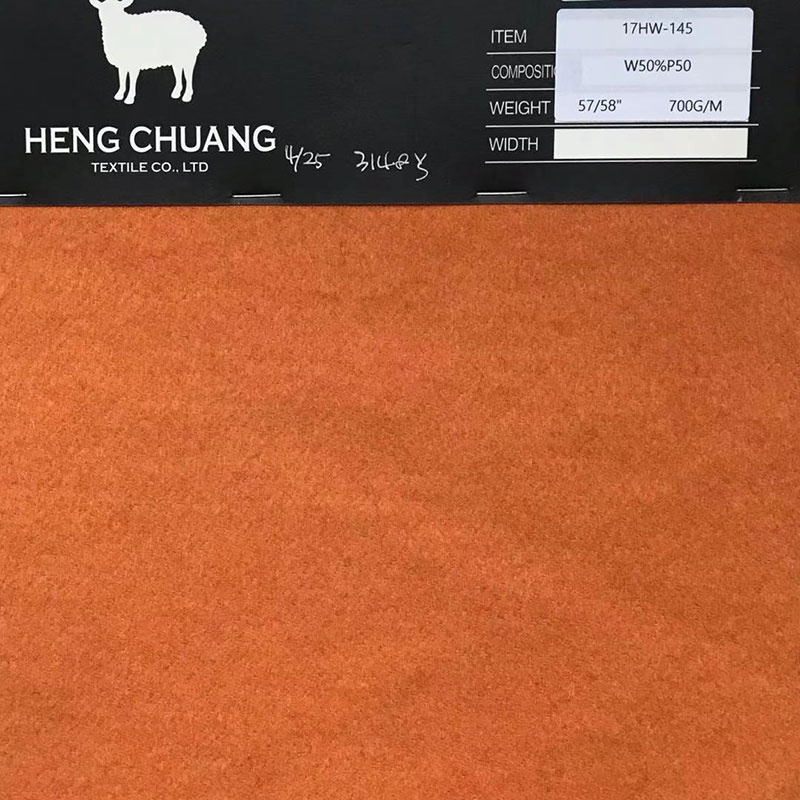 HENG CHUANG
TEXTILE CO., LTD
4/25
ITEM 17HW-145
COMPOSITI W50%P50
WEIGHT 57/58" 700G/M
WIDTH